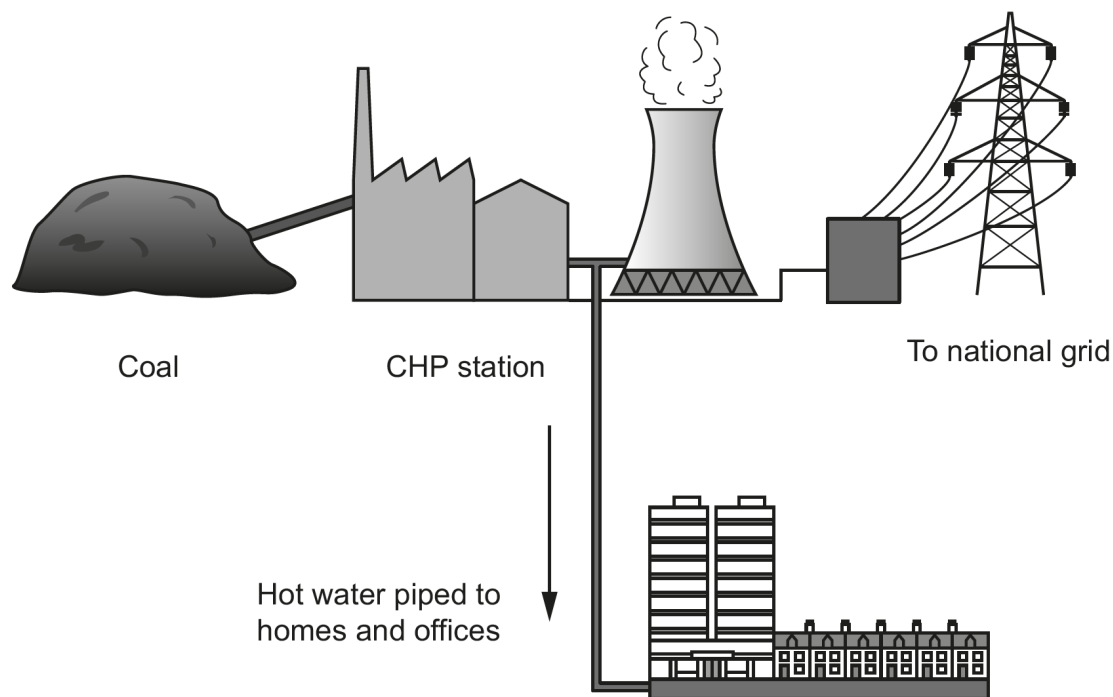 Coal
CHP station
To national grid
Hot water piped to
homes and offices